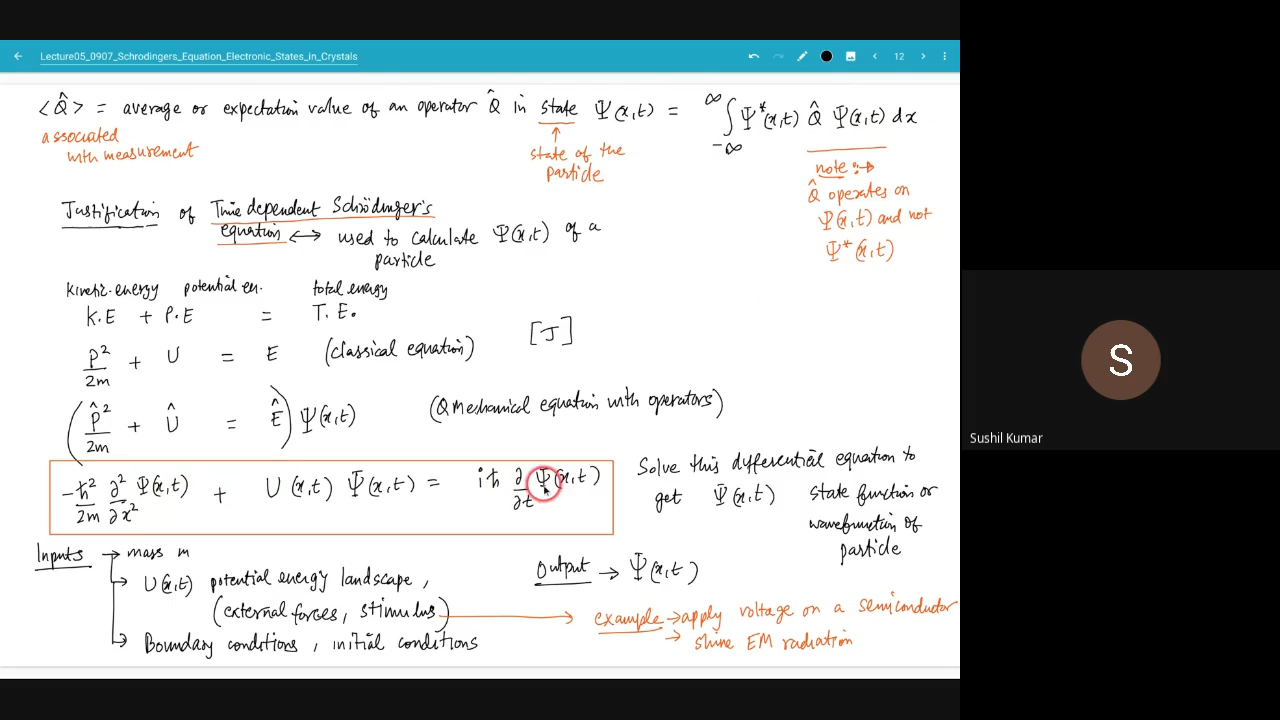 Lecture05_0907_Schrodingers_Equation_Electronic_States_in_Crystals
12
<Q̂> = average or expectation value of an operator Q̂ in state Ψ(x,t) = ∫_{-∞}^{∞} Ψ*(x,t) Q̂ Ψ(x,t) dx
associated
with measurement
↑
state of the
particle
note :→
Q̂ operates on
Ψ(x,t) and not
Ψ*(x,t)
Justification of Time dependent Schrödinger's
equation ↔ used to calculate Ψ(x,t) of a
particle
Kinetic energy potential en. total energy
K.E + P.E = T.E.
P²/2m + U = E (classical equation) [J]
(P̂²/2m + Û = Ê) Ψ(x,t) (QMechanical equation with operators)
-ħ²/2m ∂²/∂x² Ψ(x,t) + U(x,t) Ψ(x,t) = iħ ∂/∂t Ψ(x,t)
Solve this differential equation to
get Ψ(x,t) state function or
wavefunction of
particle
Inputs → mass m
→ U(x,t) potential energy landscape,
(external forces, stimulus)
→ Boundary conditions, initial conditions
Output → Ψ(x,t)
→ example → apply voltage on a semiconductor
→ shine EM radiation
S
Sushil Kumar